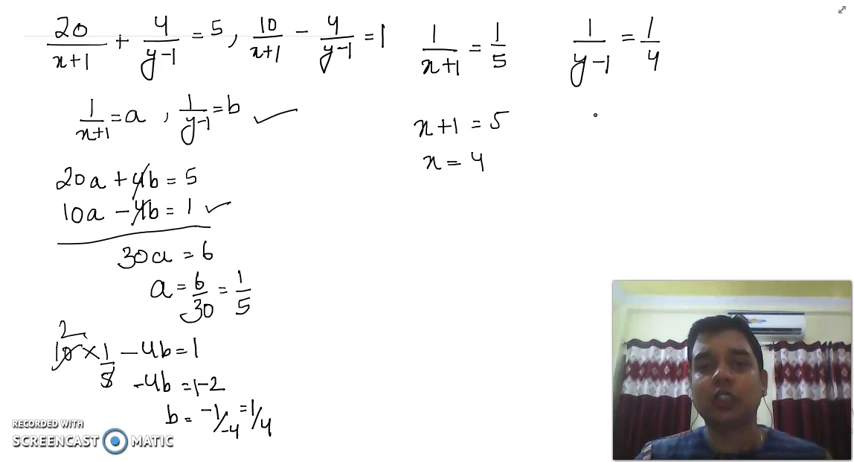 20/(x+1) + 4/(y-1) = 5, 10/(x+1) - 4/(y-1) = 1
1/(x+1) = a, 1/(y-1) = b ✓
20a + 4b = 5
10a - 4b = 1 ✓
30a = 6
a = 6/30 = 1/5
2
10 × 1/5 - 4b = 1
-4b = 1-2
b = -1/-4 = 1/4
1/(x+1) = 1/5
x+1 = 5
x = 4
1/(y-1) = 1/4
RECORDED WITH
SCREENCAST MATIC